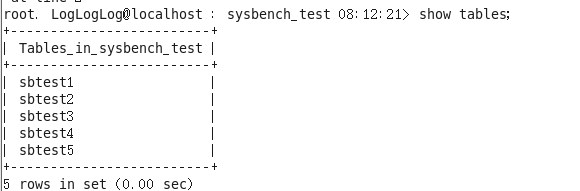 root. LogLogLog@localhost : sysbench_test 08:12:21> show tables;
+-------------------------+
| Tables_in_sysbench_test |
+-------------------------+
| sbtest1 |
| sbtest2 |
| sbtest3 |
| sbtest4 |
| sbtest5 |
+-------------------------+
5 rows in set (0.00 sec)